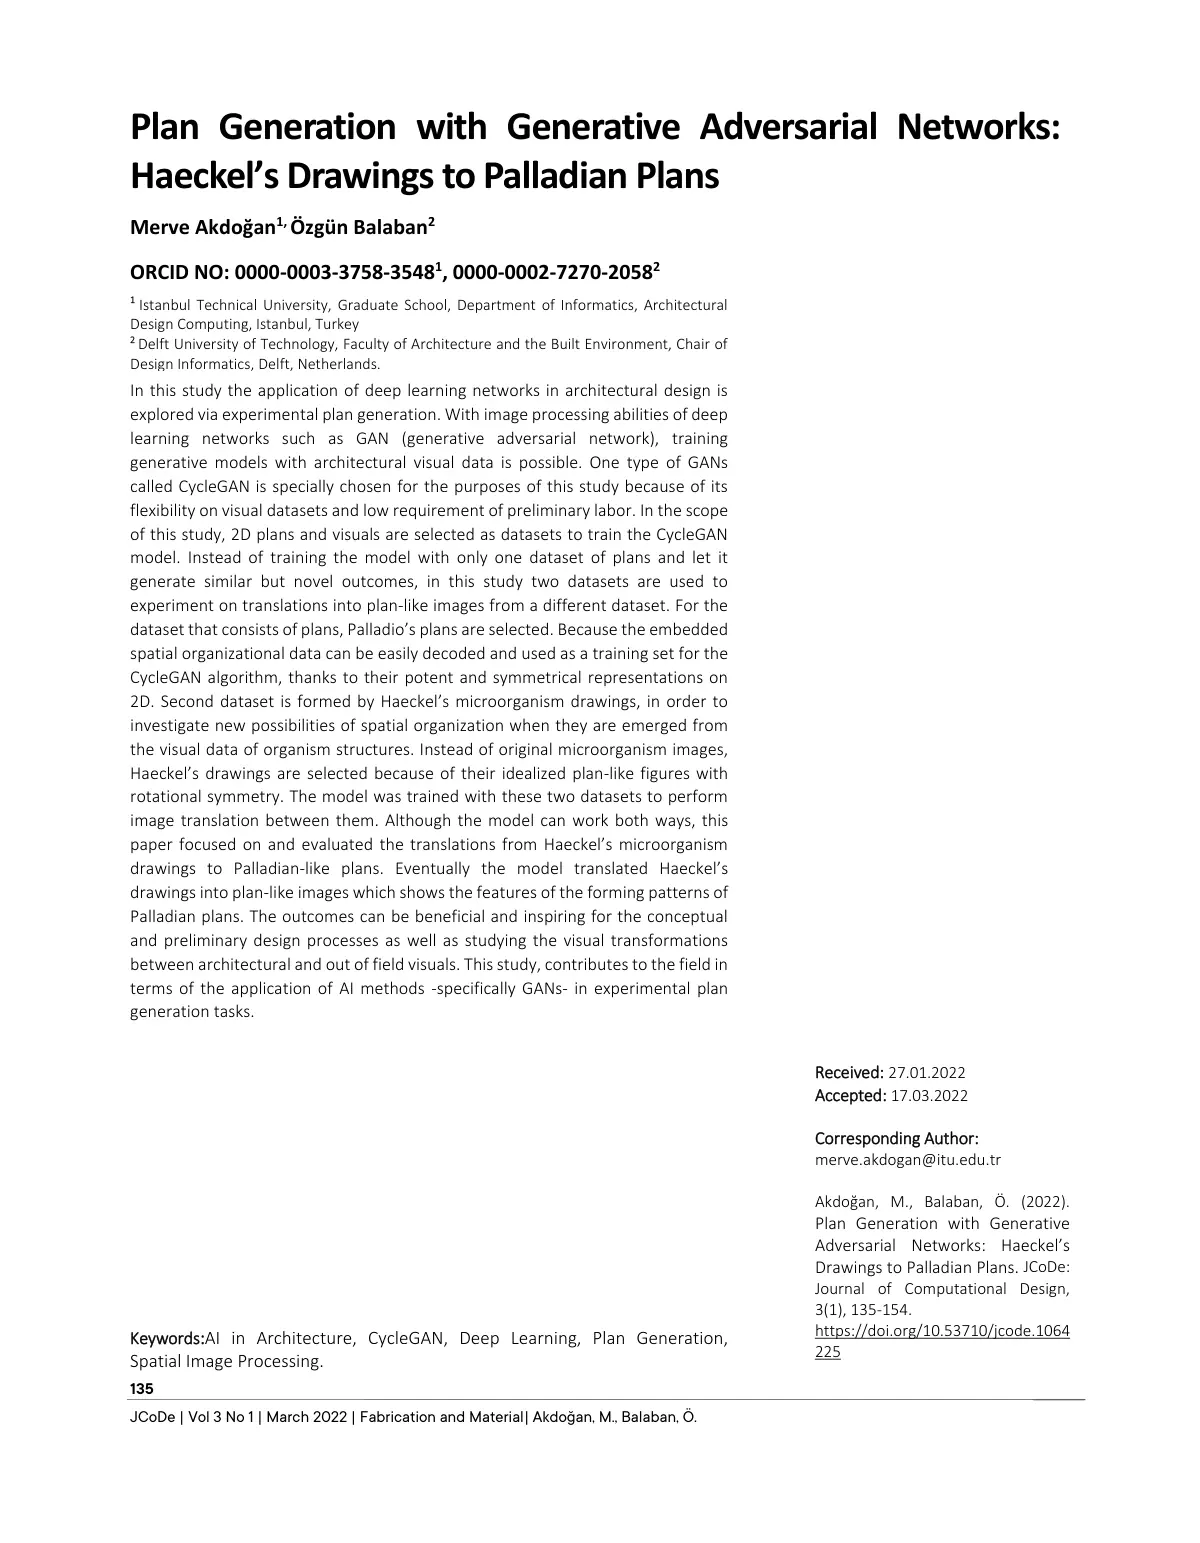 Plan Generation with Generative Adversarial Networks:
Haeckel’s Drawings to Palladian Plans
Merve Akdoğan1, Özgün Balaban2
ORCID NO: 0000-0003-3758-35481, 0000-0002-7270-20582
1 Istanbul Technical University, Graduate School, Department of Informatics, Architectural
Design Computing, Istanbul, Turkey
2 Delft University of Technology, Faculty of Architecture and the Built Environment, Chair of
Design Informatics, Delft, Netherlands.
In this study the application of deep learning networks in architectural design is
explored via experimental plan generation. With image processing abilities of deep
learning networks such as GAN (generative adversarial network), training
generative models with architectural visual data is possible. One type of GANs
called CycleGAN is specially chosen for the purposes of this study because of its
flexibility on visual datasets and low requirement of preliminary labor. In the scope
of this study, 2D plans and visuals are selected as datasets to train the CycleGAN
model. Instead of training the model with only one dataset of plans and let it
generate similar but novel outcomes, in this study two datasets are used to
experiment on translations into plan-like images from a different dataset. For the
dataset that consists of plans, Palladio’s plans are selected. Because the embedded
spatial organizational data can be easily decoded and used as a training set for the
CycleGAN algorithm, thanks to their potent and symmetrical representations on
2D. Second dataset is formed by Haeckel’s microorganism drawings, in order to
investigate new possibilities of spatial organization when they are emerged from
the visual data of organism structures. Instead of original microorganism images,
Haeckel’s drawings are selected because of their idealized plan-like figures with
rotational symmetry. The model was trained with these two datasets to perform
image translation between them. Although the model can work both ways, this
paper focused on and evaluated the translations from Haeckel’s microorganism
drawings to Palladian-like plans. Eventually the model translated Haeckel’s
drawings into plan-like images which shows the features of the forming patterns of
Palladian plans. The outcomes can be beneficial and inspiring for the conceptual
and preliminary design processes as well as studying the visual transformations
between architectural and out of field visuals. This study, contributes to the field in
terms of the application of AI methods -specifically GANs- in experimental plan
generation tasks.
Received: 27.01.2022
Accepted: 17.03.2022
Corresponding Author:
merve.akdogan@itu.edu.tr
Akdoğan, M., Balaban, Ö. (2022).
Plan Generation with Generative
Adversarial Networks: Haeckel’s
Drawings to Palladian Plans. JCoDe:
Journal of Computational Design,
3(1), 135-154.
https://doi.org/10.53710/jcode.1064
225
Keywords:AI in Architecture, CycleGAN, Deep Learning, Plan Generation,
Spatial Image Processing.
135
JCoDe | Vol 3 No 1 | March 2022 | Fabrication and Material| Akdoğan, M., Balaban, Ö.